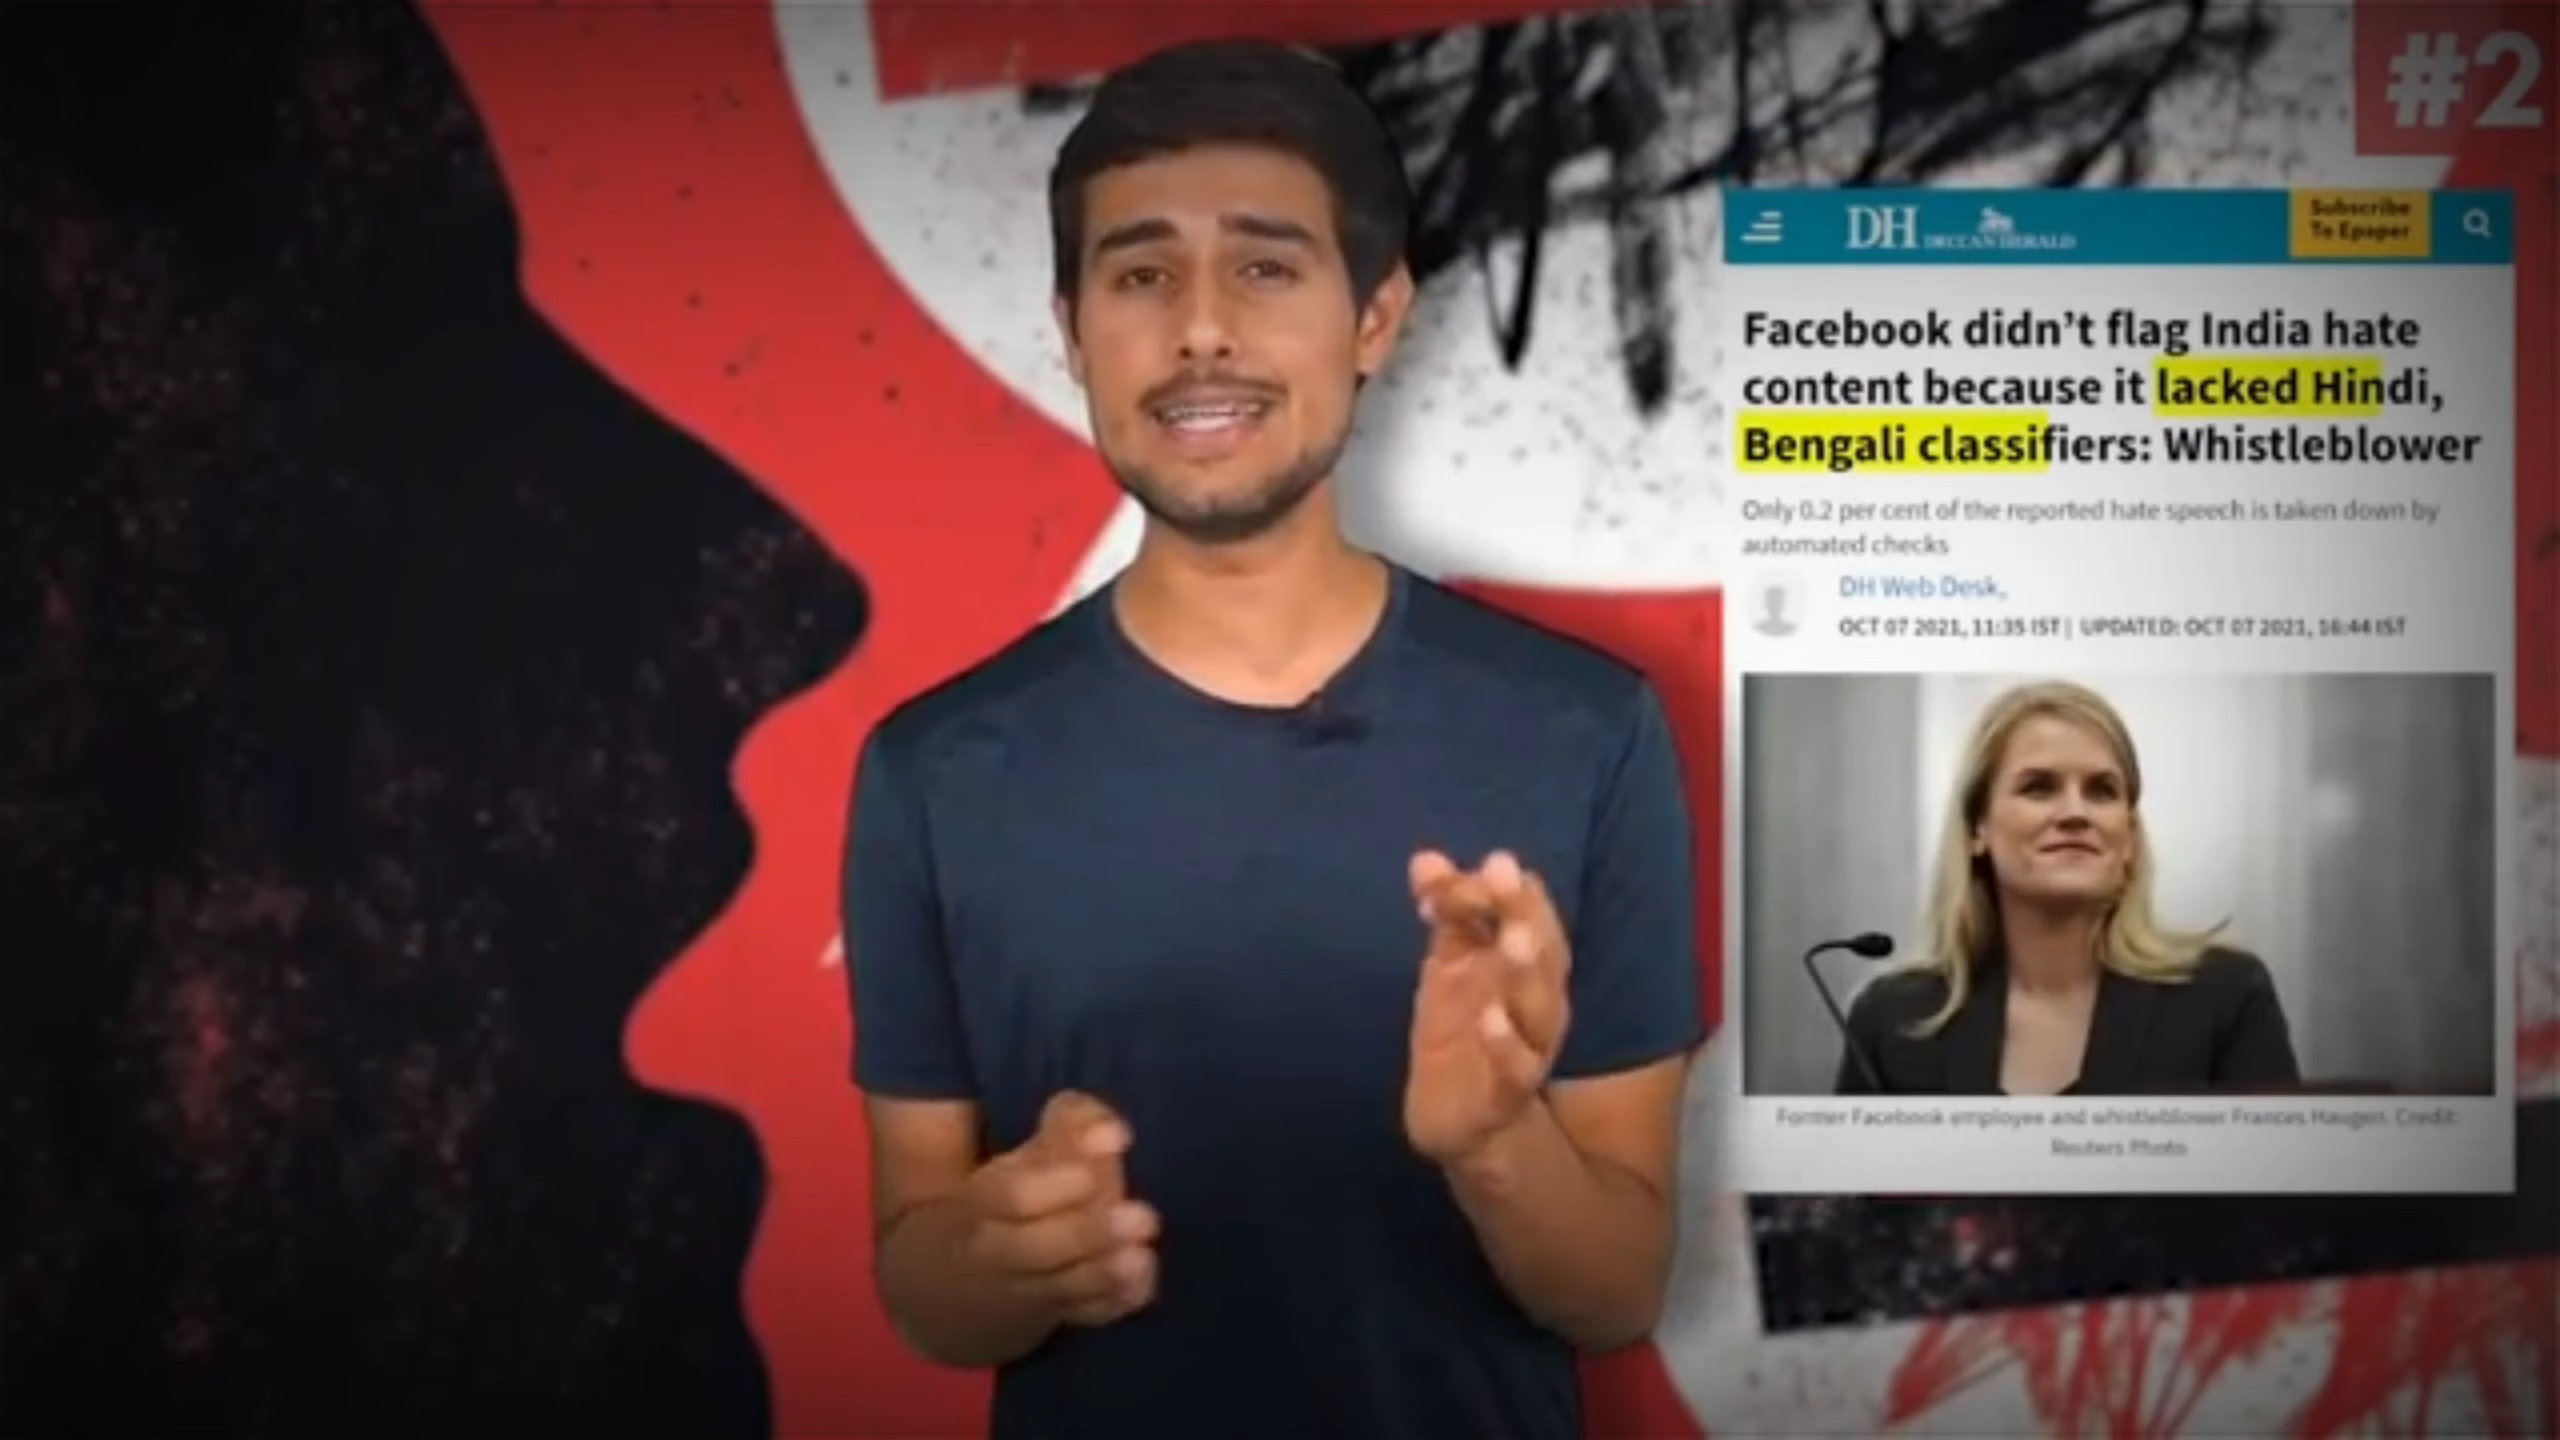 #2
DH DECCAN HERALD
Subscribe
To Epaper
Facebook didn't flag India hate
content because it lacked Hindi,
Bengali classifiers: Whistleblower
Only 0.2 per cent of the reported hate speech is taken down by
automated checks
DH Web Desk,
OCT 07 2021, 11:35 IST | UPDATED: OCT 07 2021, 16:44 IST
Former Facebook employee and whistleblower Frances Haugen. Credit:
Reuters Photo